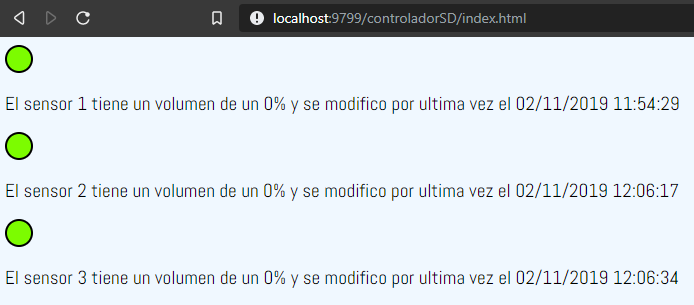 localhost:9799/controladorSD/index.html
El sensor 1 tiene un volumen de un 0% y se modifico por ultima vez el 02/11/2019 11:54:29
El sensor 2 tiene un volumen de un 0% y se modifico por ultima vez el 02/11/2019 12:06:17
El sensor 3 tiene un volumen de un 0% y se modifico por ultima vez el 02/11/2019 12:06:34